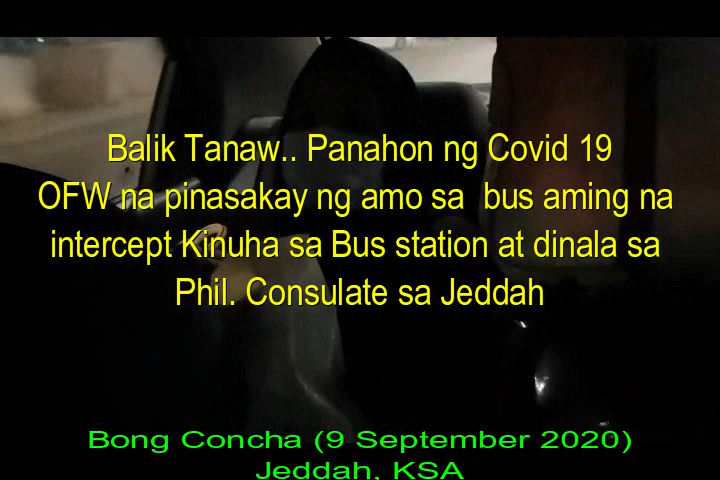 Balik Tanaw.. Panahon ng Covid 19
OFW na pinasakay ng amo sa bus aming na
intercept Kinuha sa Bus station at dinala sa
Phil. Consulate sa Jeddah
Bong Concha (9 September 2020)
Jeddah, KSA